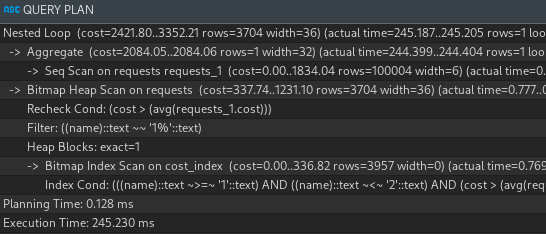 ABC QUERY PLAN
Nested Loop  (cost=2421.80..3352.21 rows=3704 width=36) (actual time=245.187..245.205 rows=1 loo
-> Aggregate  (cost=2084.05..2084.06 rows=1 width=32) (actual time=244.399..244.404 rows=1 loo
-> Seq Scan on requests requests_1  (cost=0.00..1834.04 rows=100004 width=6) (actual time=0.
-> Bitmap Heap Scan on requests  (cost=337.74..1231.10 rows=3704 width=36) (actual time=0.777..0
Recheck Cond: (cost > (avg(requests_1.cost)))
Filter: ((name)::text ~~ '1%'::text)
Heap Blocks: exact=1
-> Bitmap Index Scan on cost_index  (cost=0.00..336.82 rows=3957 width=0) (actual time=0.769
Index Cond: (((name)::text ~>=~ '1'::text) AND ((name)::text ~<~ '2'::text) AND (cost > (avg(req
Planning Time: 0.128 ms
Execution Time: 245.230 ms